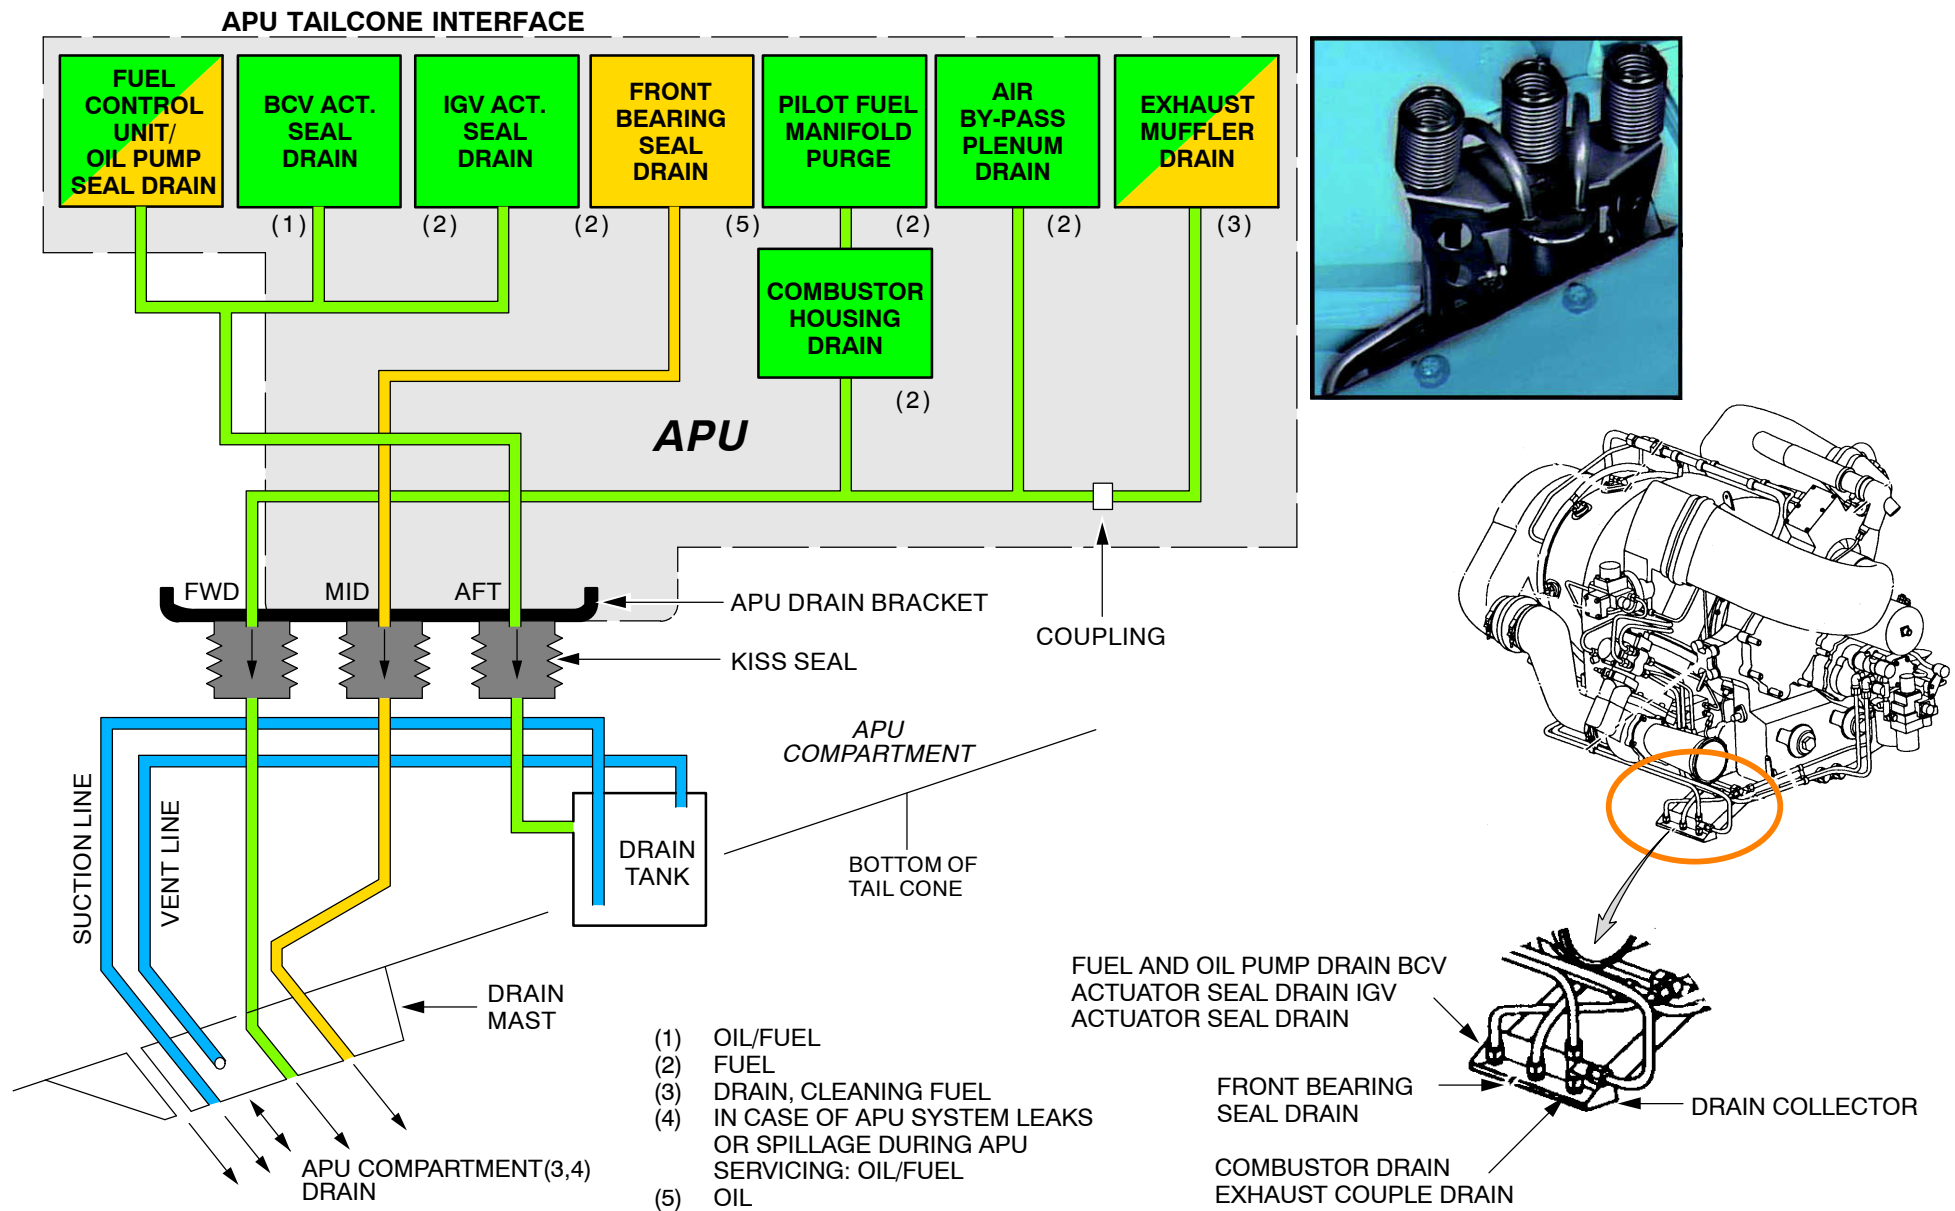 APU TAILCONE INTERFACE
FUEL
CONTROL
UNIT/
OIL PUMP
SEAL DRAIN
BCV ACT.
SEAL
DRAIN
IGV ACT.
SEAL
DRAIN
FRONT
BEARING
SEAL
DRAIN
PILOT FUEL
MANIFOLD
PURGE
AIR
BY-PASS
PLENUM
DRAIN
EXHAUST
MUFFLER
DRAIN
(1)
(2)
(2)
(5)
(2)
(2)
(3)
COMBUSTOR
HOUSING
DRAIN
(2)
APU
FWD
MID
AFT
APU DRAIN BRACKET
COUPLING
KISS SEAL
APU
COMPARTMENT
SUCTION LINE
VENT LINE
DRAIN
TANK
BOTTOM OF
TAIL CONE
DRAIN
MAST
APU COMPARTMENT(3,4)
DRAIN
(1) OIL/FUEL
(2) FUEL
(3) DRAIN, CLEANING FUEL
(4) IN CASE OF APU SYSTEM LEAKS
OR SPILLAGE DURING APU
SERVICING: OIL/FUEL
(5) OIL
FUEL AND OIL PUMP DRAIN BCV
ACTUATOR SEAL DRAIN IGV
ACTUATOR SEAL DRAIN
FRONT BEARING
SEAL DRAIN
DRAIN COLLECTOR
COMBUSTOR DRAIN
EXHAUST COUPLE DRAIN